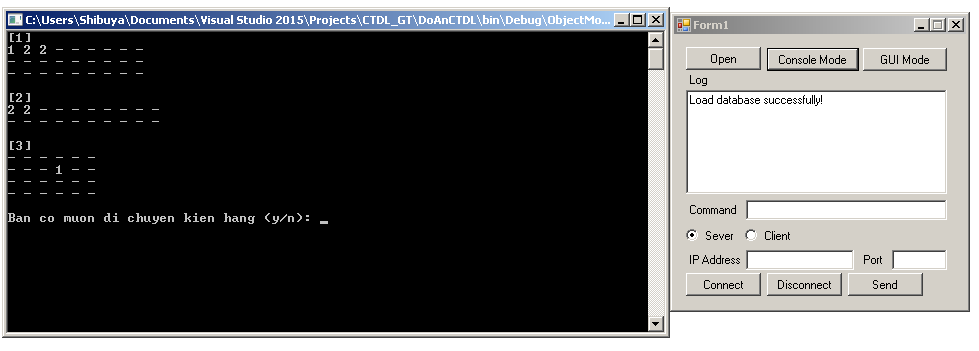 C:\Users\Shibuya\Documents\Visual Studio 2015\Projects\CTDL_GT\DoAnCTDL\bin\Debug\ObjectMo...
[1]
1 2 2 - - - - - -
- - - - - - - - -
- - - - - - - - -
[2]
2 2 - - - - - - - -
- - - - - - - - - -
[3]
- - - - - -
- - - 1 - -
- - - - - -
- - - - - -
Ban co muon di chuyen kien hang (y/n): _
Form1
Open Console Mode GUI Mode
Log
Load database successfully!
Command
Sever Client
IP Address Port
Connect Disconnect Send